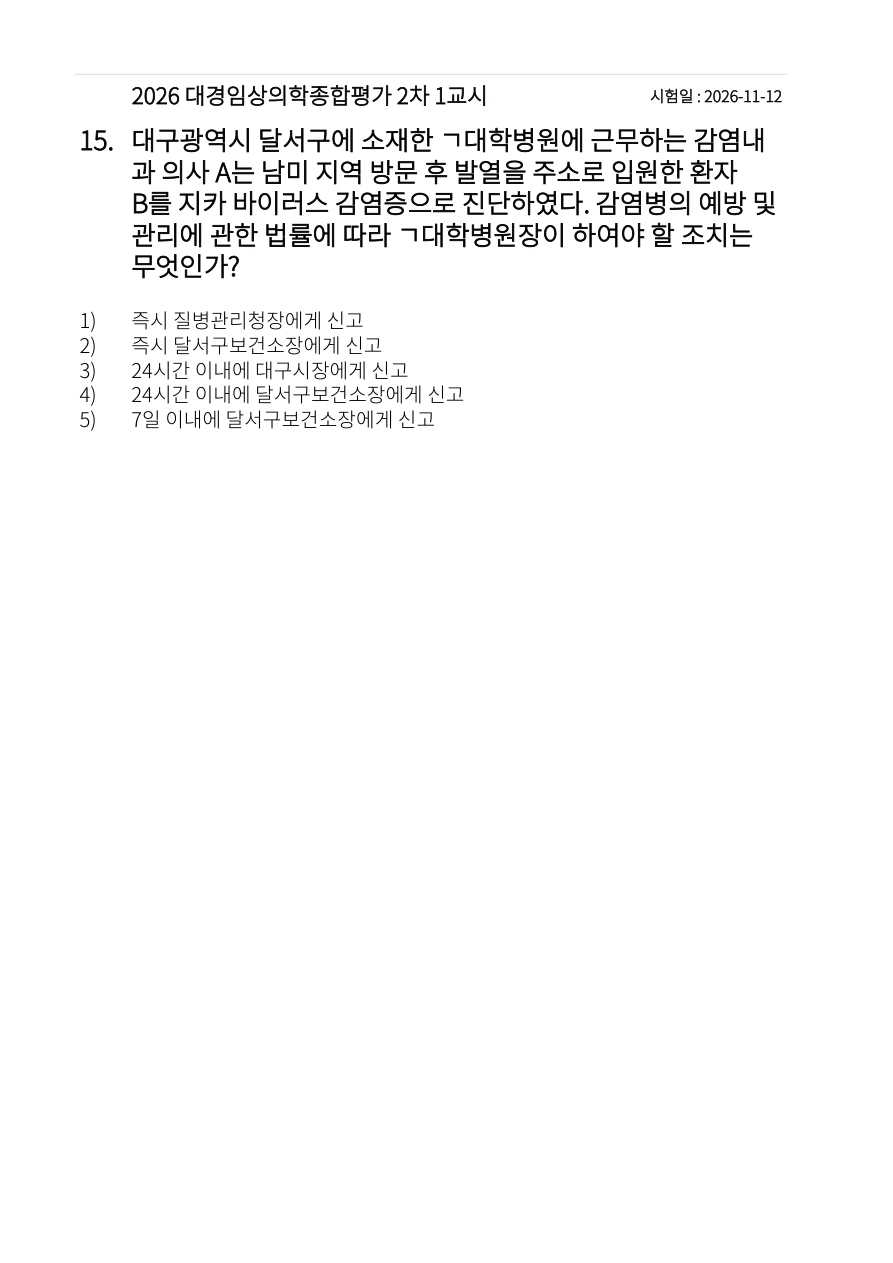 2026 대경임상의학종합평가 2차 1교시
시험일 : 2026-11-12
15. 대구광역시 달서구에 소재한 ㄱ대학병원에 근무하는 감염내
과 의사 A는 남미 지역 방문 후 발열을 주소로 입원한 환자
B를 지카 바이러스 감염증으로 진단하였다. 감염병의 예방 및
관리에 관한 법률에 따라 ㄱ대학병원장이 하여야 할 조치는
무엇인가?
1) 즉시 질병관리청장에게 신고
2) 즉시 달서구보건소장에게 신고
3) 24시간 이내에 대구시장에게 신고
4) 24시간 이내에 달서구보건소장에게 신고
5) 7일 이내에 달서구보건소장에게 신고